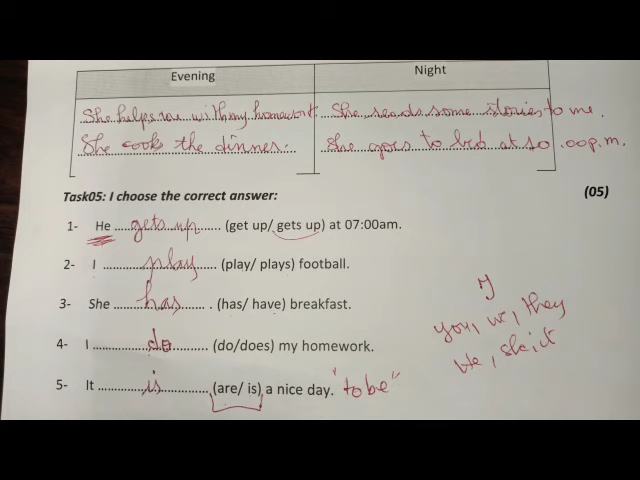 Evening Night
She helps me with my homework. She reads some stories to me.
She cook the dinner. She goes to bed at 10.00p.m.
Task05: I choose the correct answer: (05)
1- He gets up (get up/ gets up) at 07:00am.
2- I play (play/ plays) football.
3- She has . (has/ have) breakfast.
4- I do (do/does) my homework.
5- It is (are/ is) a nice day. "to be"
I
you, we, they
He, she, it